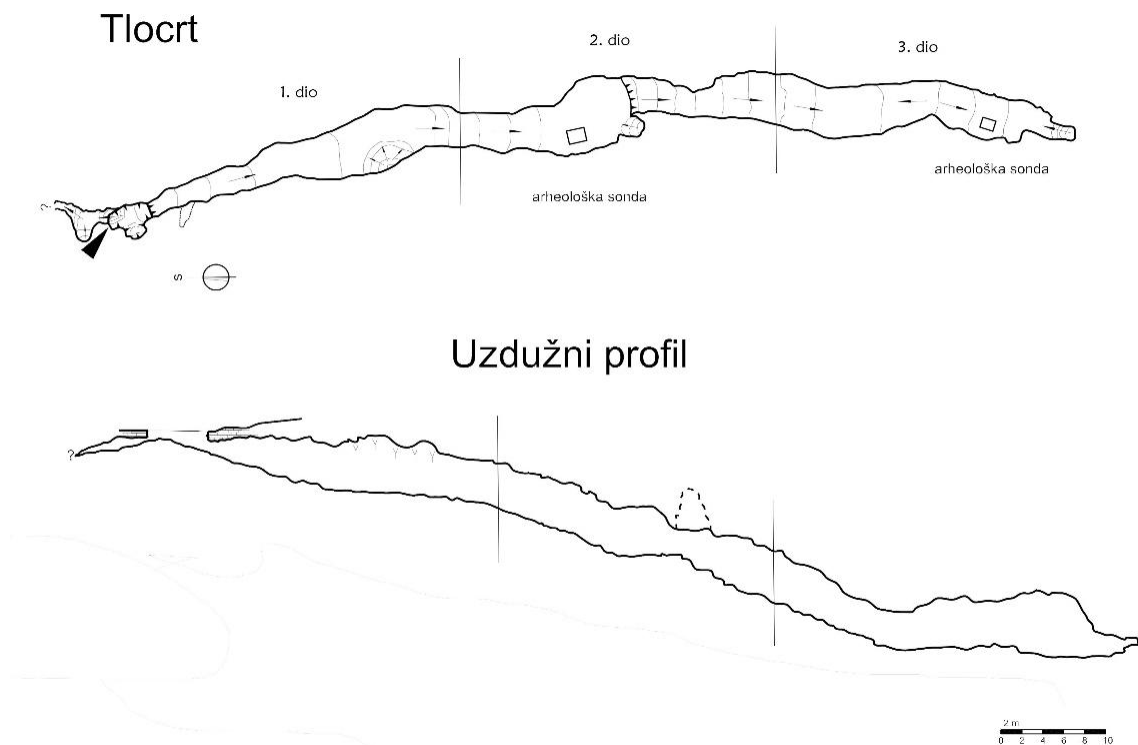 Tlocrt
1. dio
2. dio
3. dio
arheološka sonda
arheološka sonda
?
S
Uzdužni profil
?
2 m
0 2 4 6 8 10